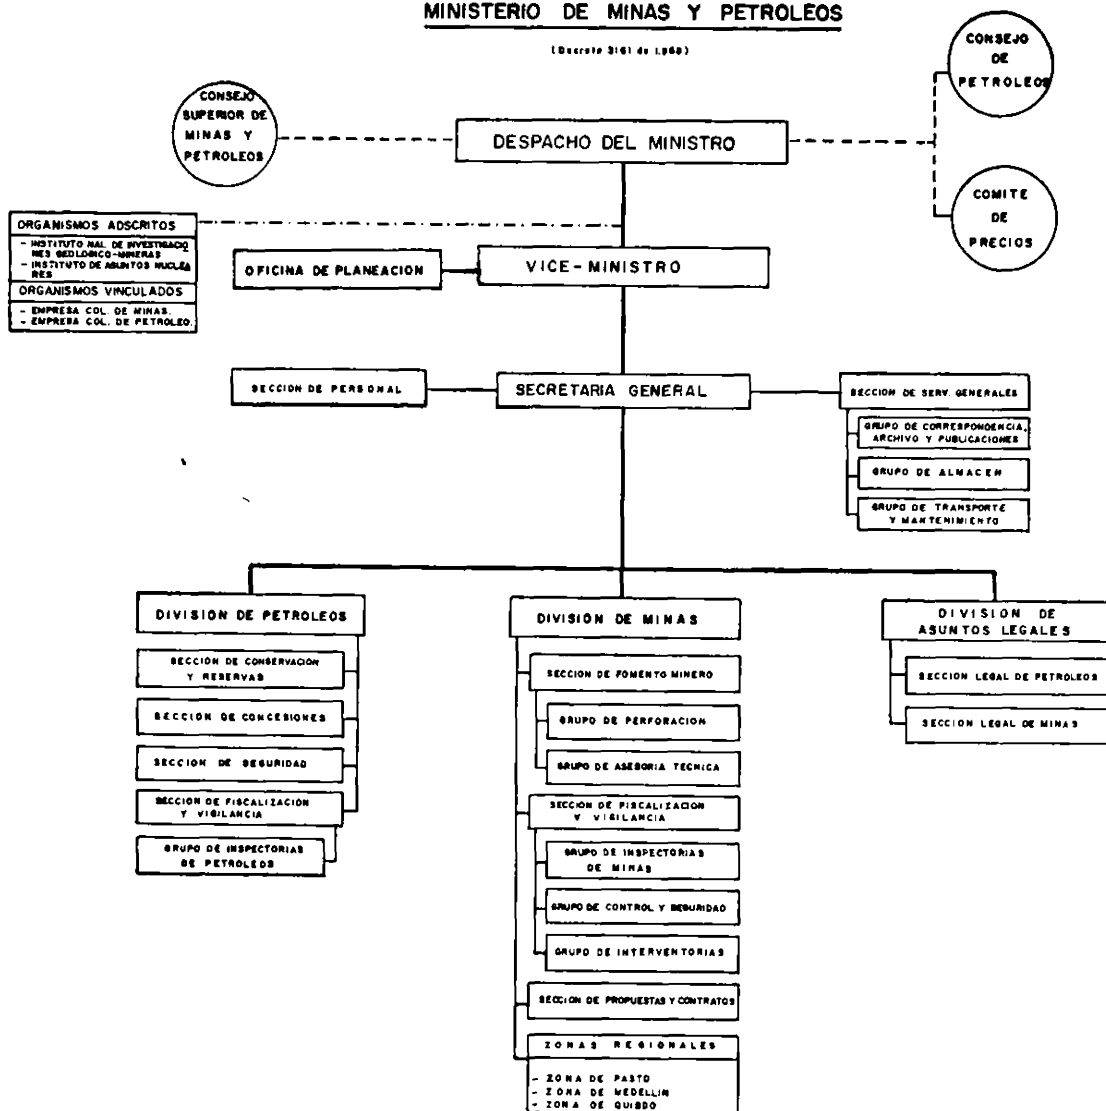 MINISTERIO DE MINAS Y PETROLEOS
(Decreto 3161 de 1.968)
CONSEJO
DE
PETROLEOS
CONSEJO
SUPERIOR DE
MINAS Y
PETROLEOS
DESPACHO DEL MINISTRO
COMITE
DE
PRECIOS
ORGANISMOS ADSCRITOS
- INSTITUTO NAL DE INVESTIGACIO
NES GEOLOGICO-MINERAS
- INSTITUTO DE ASUNTOS NUCLEA
RES
ORGANISMOS VINCULADOS
- EMPRESA COL. DE MINAS.
- EMPRESA COL. DE PETROLEO.
OFICINA DE PLANEACION
VICE-MINISTRO
SECCION DE PERSONAL
SECRETARIA GENERAL
SECCION DE SERV. GENERALES
GRUPO DE CORRESPONDENCIA,
ARCHIVO Y PUBLICACIONES
GRUPO DE ALMACEN
GRUPO DE TRANSPORTE
Y MANTENIMIENTO
DIVISION DE PETROLEOS
SECCION DE CONSERVACION
Y RESERVAS
SECCION DE CONCESIONES
SECCION DE SEGURIDAD
SECCION DE FISCALIZACION
Y VIGILANCIA
GRUPO DE INSPECTORIAS
DE PETROLEOS
DIVISION DE MINAS
SECCION DE FOMENTO MINERO
GRUPO DE PERFORACION
GRUPO DE ASESORIA TECNICA
SECCION DE FISCALIZACION
Y VIGILANCIA
GRUPO DE INSPECTORIAS
DE MINAS
GRUPO DE CONTROL Y SEGURIDAD
GRUPO DE INTERVENTORIAS
SECCION DE PROPUESTAS Y CONTRATOS
ZONAS REGIONALES
- ZONA DE PASTO
- ZONA DE MEDELLIN
- ZONA DE QUIBDO
DIVISION DE
ASUNTOS LEGALES
SECCION LEGAL DE PETROLEOS
SECCION LEGAL DE MINAS